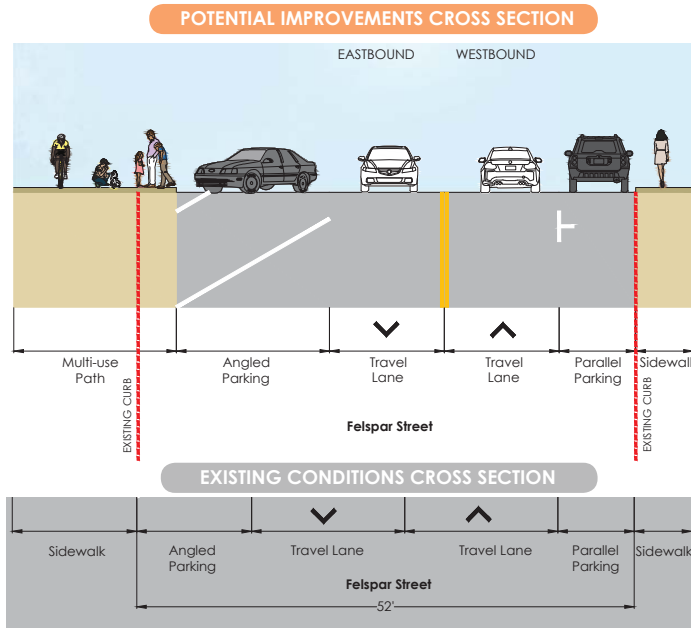 POTENTIAL IMPROVEMENTS CROSS SECTION
EASTBOUND
WESTBOUND
Multi-use
Path
Angled
Parking
Travel
Lane
Travel
Lane
Parallel
Parking
Sidewalk
EXISTING CURB
EXISTING CURB
Felspar Street
EXISTING CONDITIONS CROSS SECTION
Sidewalk
Angled
Parking
Travel Lane
Travel Lane
Parallel
Parking
Sidewalk
Felspar Street
52'